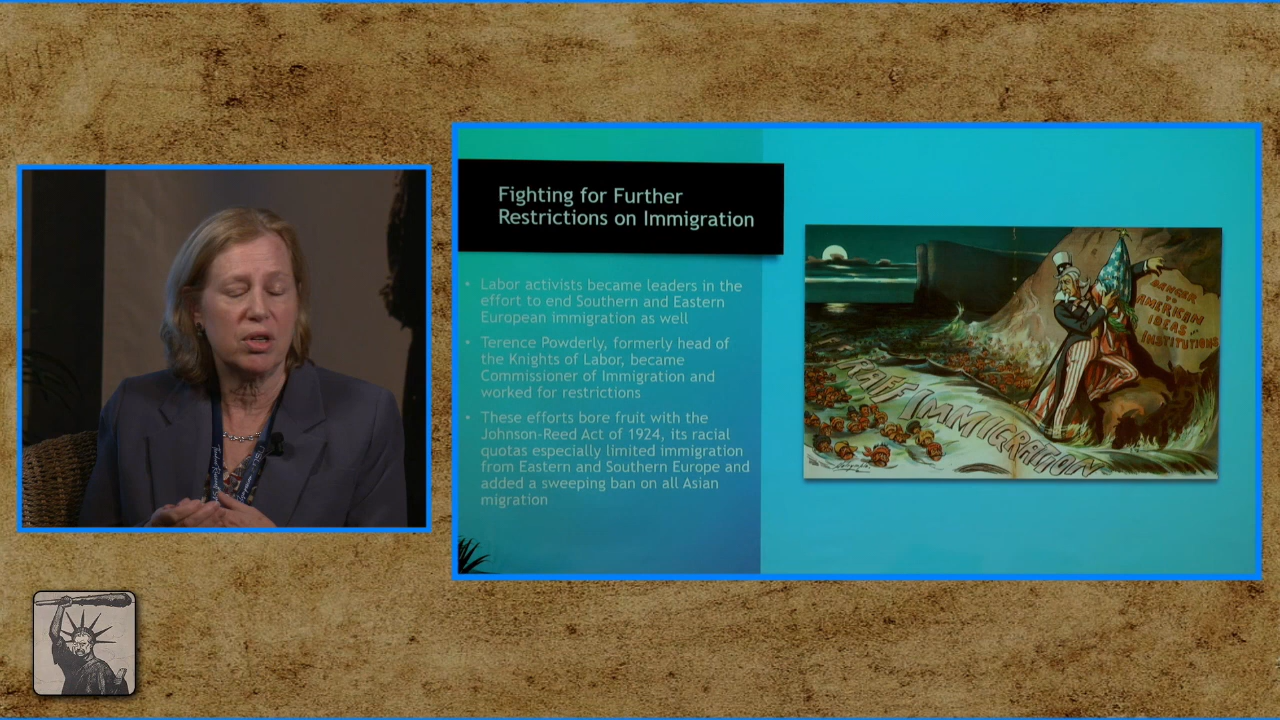 Fighting for Further
Restrictions on Immigration
• Labor activists became leaders in the
effort to end Southern and Eastern
European immigration as well
• Terence Powderly, formerly head of
the Knights of Labor, became
Commissioner of Immigration and
worked for restrictions
• These efforts bore fruit with the
Johnson-Reed Act of 1924, its racial
quotas especially limited immigration
from Eastern and Southern Europe and
added a sweeping ban on all Asian
migration
DANGER
TO
AMERICAN
IDEAS
INSTITUTIONS
IMMIGRATION